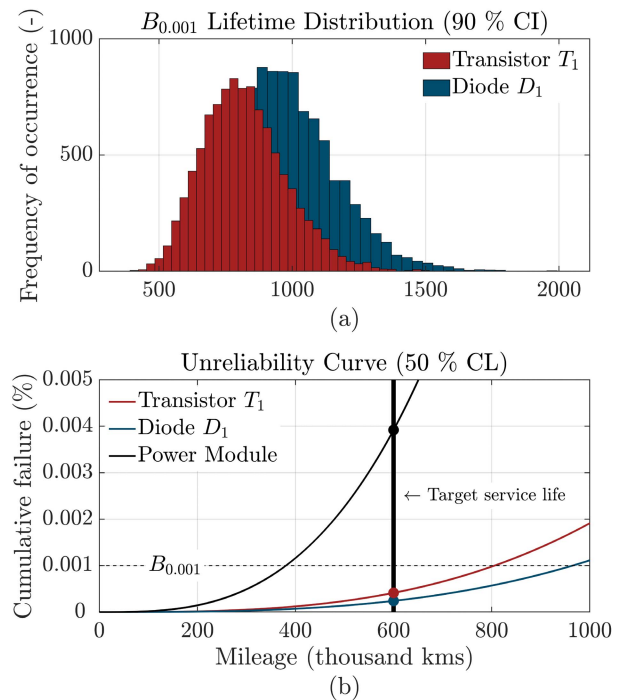 B0.001 Lifetime Distribution (90 % CI)
Frequency of occurrence (-)
1000
500
0
Transistor T1
Diode D1
500
1000
1500
2000
(a)
Unreliability Curve (50 % CL)
Cumulative failure (%)
0.005
0.004
0.003
0.002
0.001
0
Transistor T1
Diode D1
Power Module
← Target service life
B0.001
0
200
400
600
800
1000
Mileage (thousand kms)
(b)